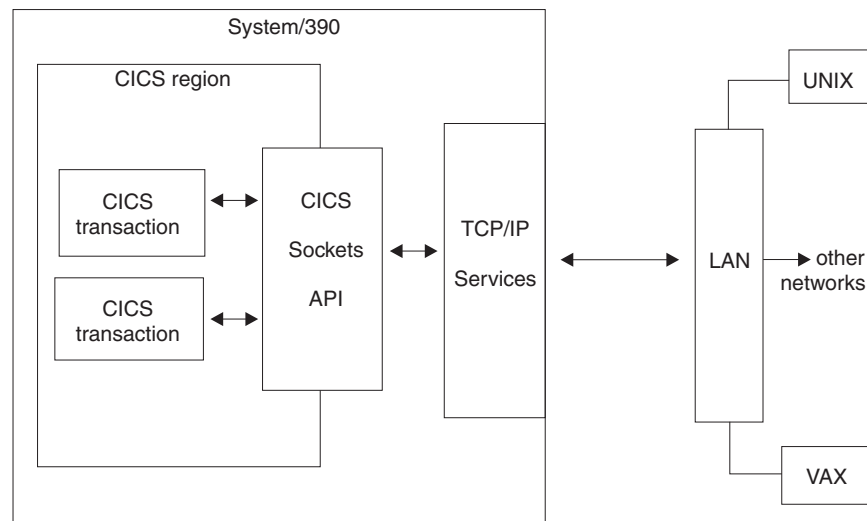 System/390
CICS region
UNIX
CICS
transaction
CICS
Sockets
API
TCP/IP
Services
LAN
other
networks
CICS
transaction
VAX